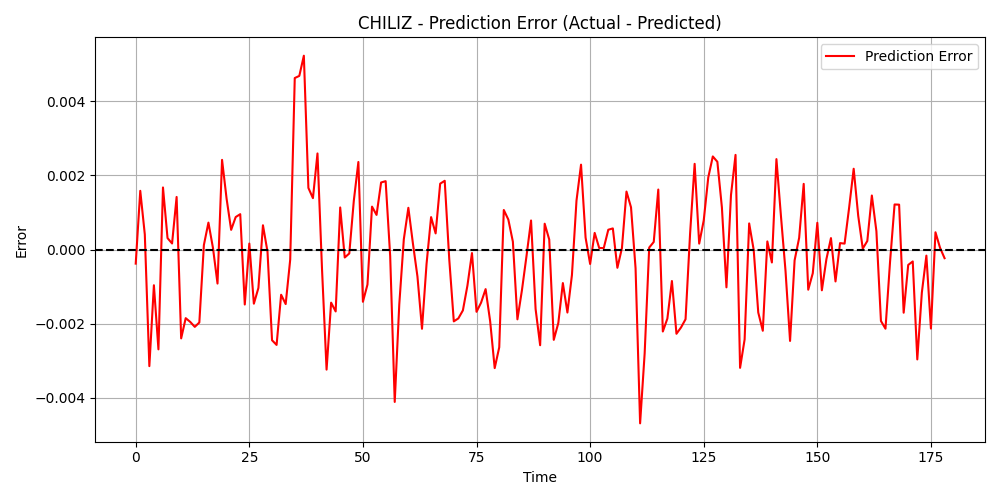 CHILIZ - Prediction Error (Actual - Predicted)
Prediction Error
0.004
0.002
0.000
−0.002
−0.004
Error
0 25 50 75 100 125 150 175
Time